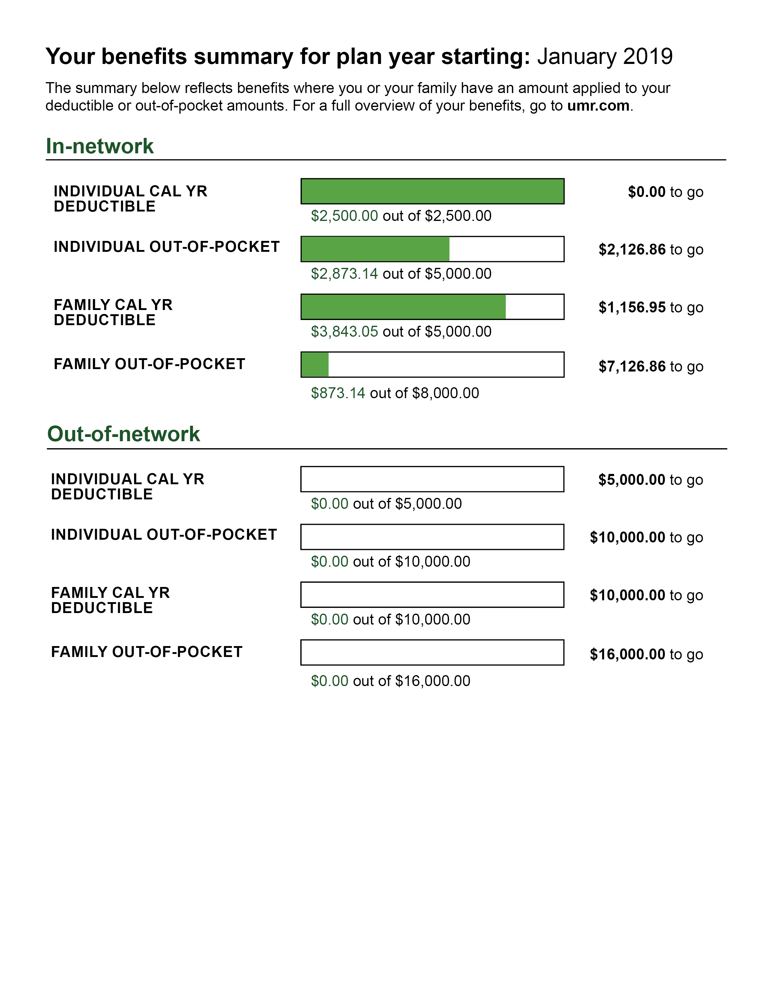 Your benefits summary for plan year starting: January 2019
The summary below reflects benefits where you or your family have an amount applied to your
deductible or out-of-pocket amounts. For a full overview of your benefits, go to umr.com.
In-network
INDIVIDUAL CAL YR
DEDUCTIBLE
$0.00 to go
$2,500.00 out of $2,500.00
INDIVIDUAL OUT-OF-POCKET
$2,126.86 to go
$2,873.14 out of $5,000.00
FAMILY CAL YR
DEDUCTIBLE
$1,156.95 to go
$3,843.05 out of $5,000.00
FAMILY OUT-OF-POCKET
$7,126.86 to go
$873.14 out of $8,000.00
Out-of-network
INDIVIDUAL CAL YR
DEDUCTIBLE
$5,000.00 to go
$0.00 out of $5,000.00
INDIVIDUAL OUT-OF-POCKET
$10,000.00 to go
$0.00 out of $10,000.00
FAMILY CAL YR
DEDUCTIBLE
$10,000.00 to go
$0.00 out of $10,000.00
FAMILY OUT-OF-POCKET
$16,000.00 to go
$0.00 out of $16,000.00